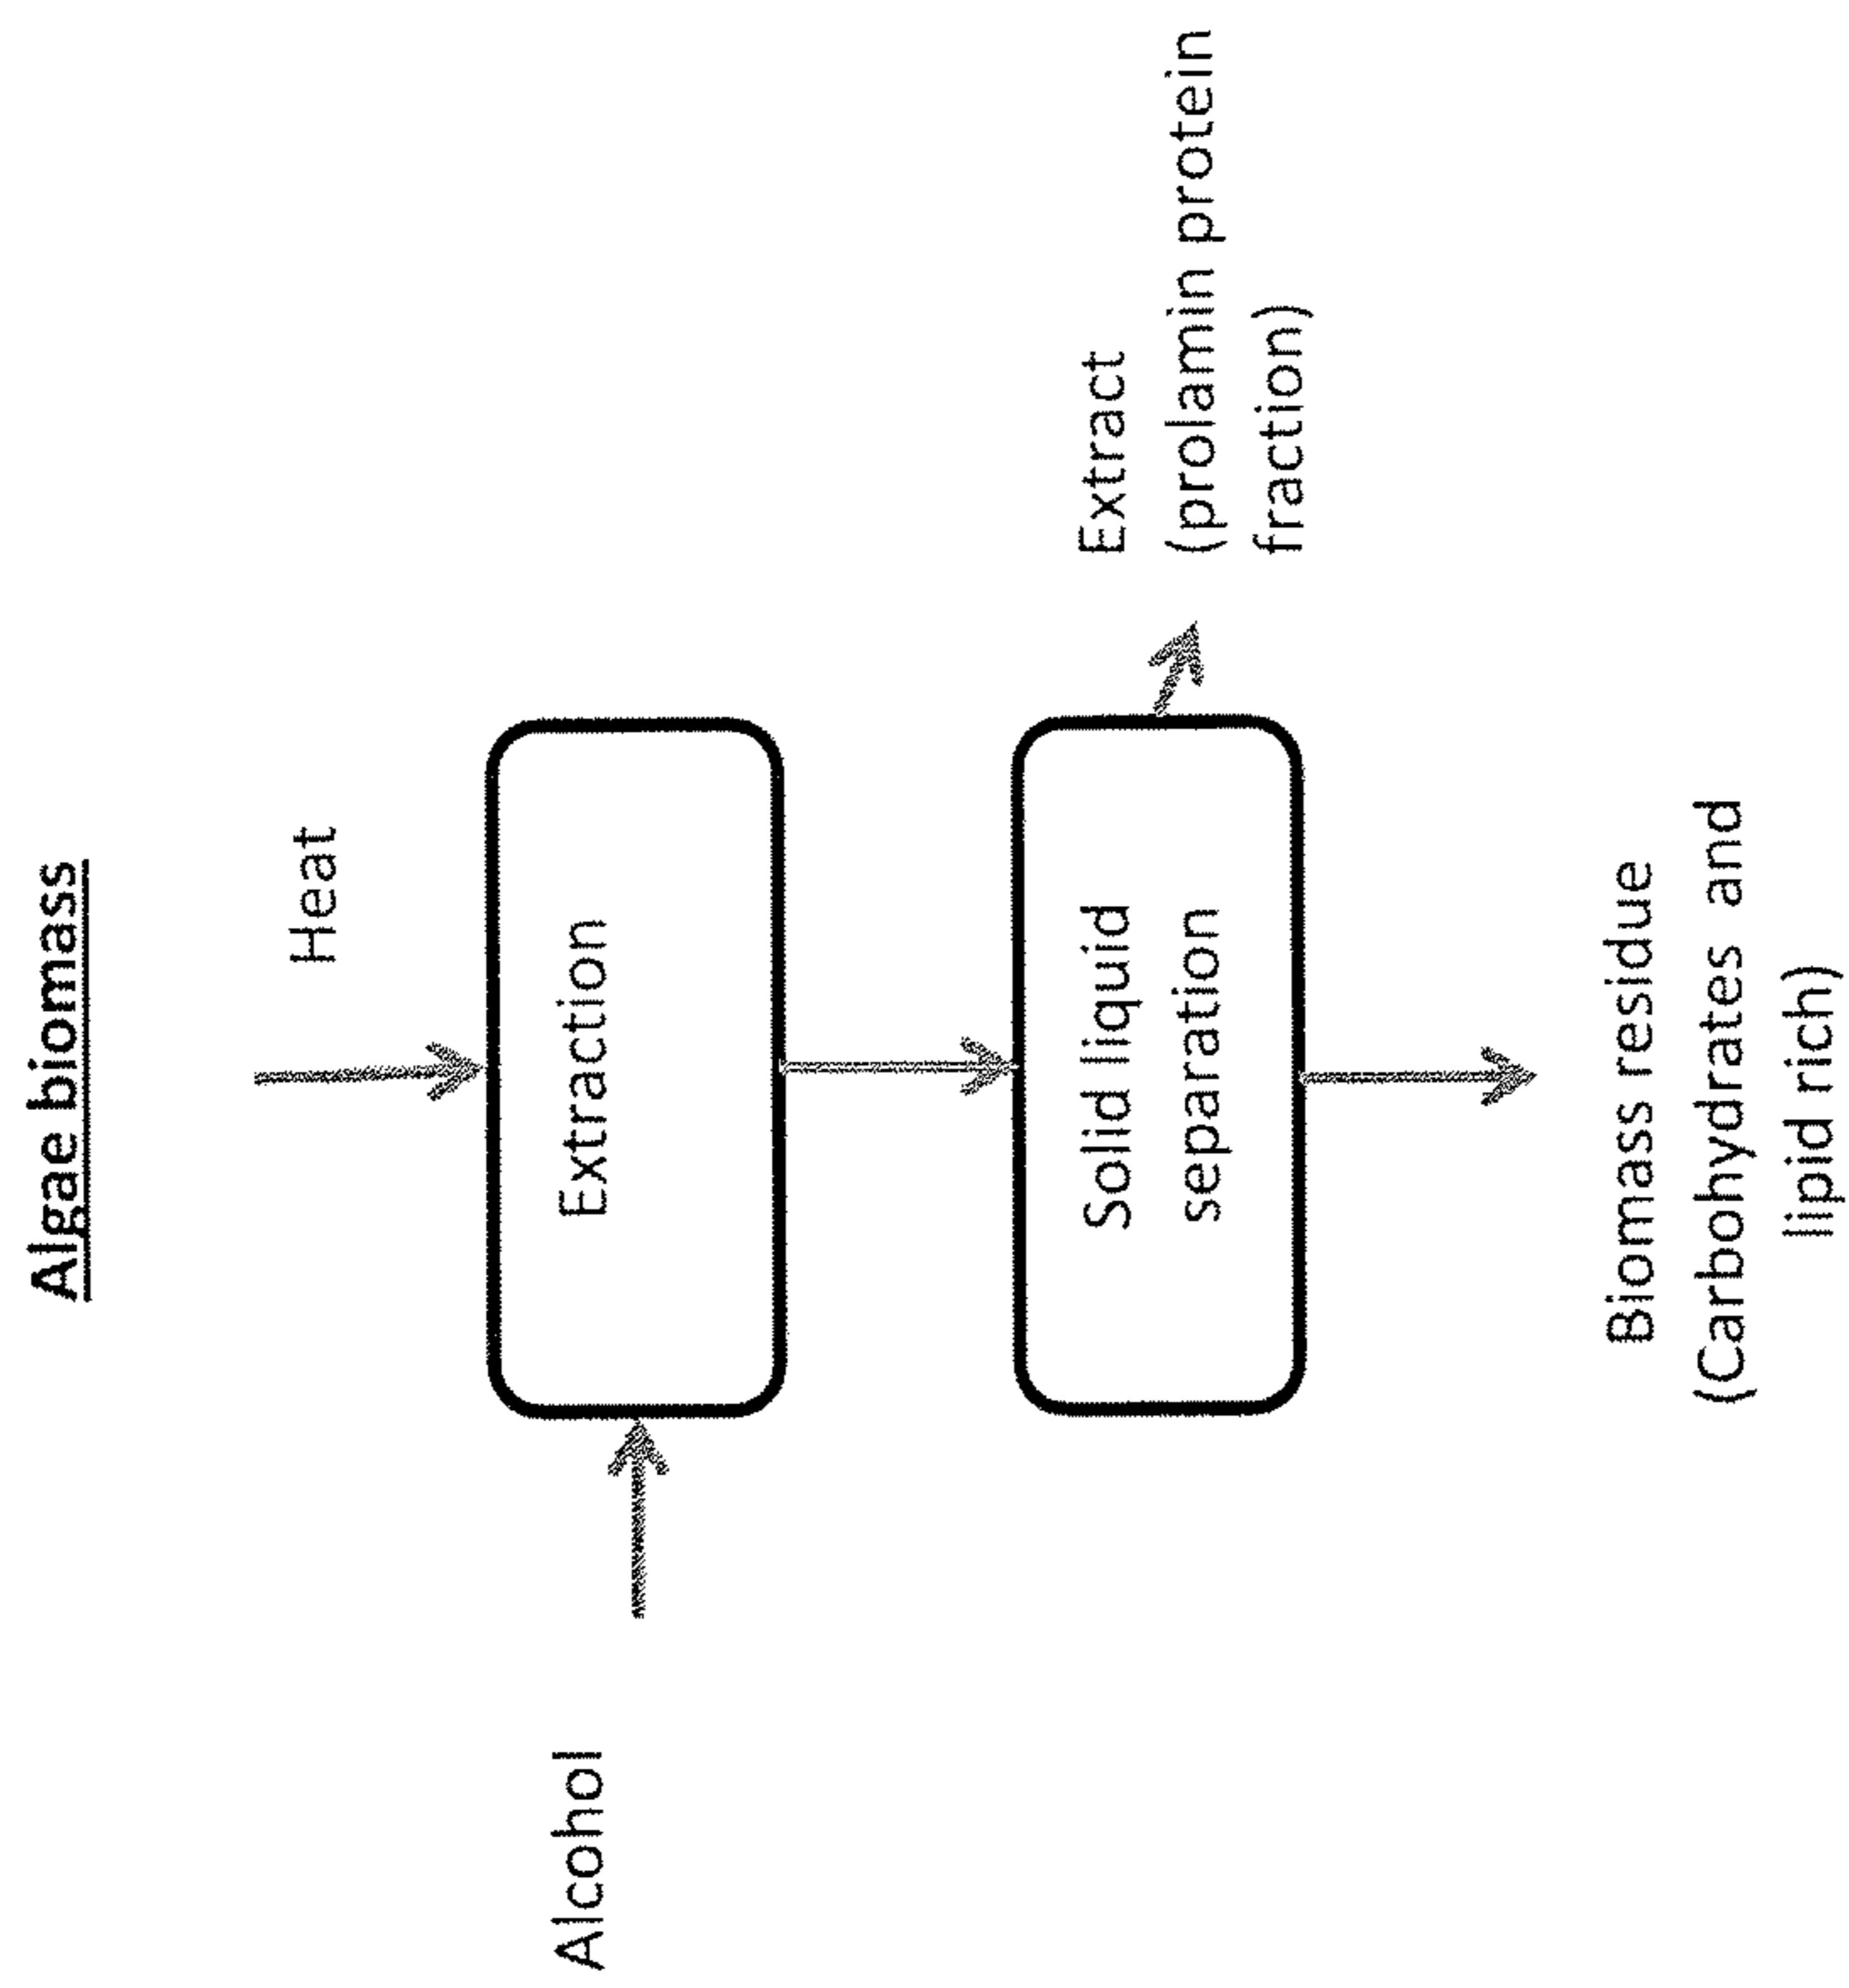 Algae biomass
Heat
Alcohol
Extraction
Solid liquid
separation
Extract
(prolamin protein
fraction)
Biomass residue
(Carbohydrates and
lipid rich)